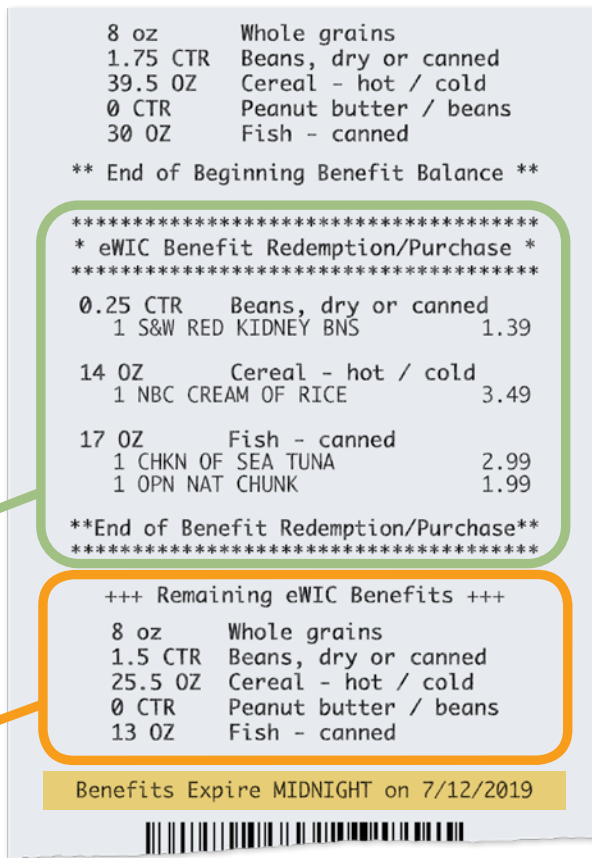 8 oz Whole grains
1.75 CTR Beans, dry or canned
39.5 OZ Cereal - hot / cold
0 CTR Peanut butter / beans
30 OZ Fish - canned
** End of Beginning Benefit Balance **
**************************************
* eWIC Benefit Redemption/Purchase *
**************************************
0.25 CTR Beans, dry or canned
1 S&W RED KIDNEY BNS 1.39
14 OZ Cereal - hot / cold
1 NBC CREAM OF RICE 3.49
17 OZ Fish - canned
1 CHKN OF SEA TUNA 2.99
1 OPN NAT CHUNK 1.99
**End of Benefit Redemption/Purchase**
**************************************
+++ Remaining eWIC Benefits +++
8 oz Whole grains
1.5 CTR Beans, dry or canned
25.5 OZ Cereal - hot / cold
0 CTR Peanut butter / beans
13 OZ Fish - canned
Benefits Expire MIDNIGHT on 7/12/2019